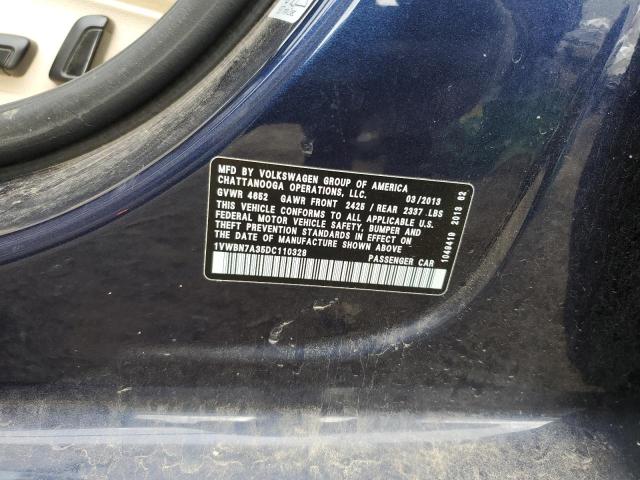 MFD BY VOLKSWAGEN GROUP OF AMERICA
CHATTANOOGA OPERATIONS, LLC. 03/2013
GVWR 4652 GAWR FRONT 2425 / REAR 2337 LBS
THIS VEHICLE CONFORMS TO ALL APPLICABLE U.S.
FEDERAL MOTOR VEHICLE SAFETY, BUMPER AND
THEFT PREVENTION STANDARDS IN EFFECT ON
THE DATE OF MANUFACTURE SHOWN ABOVE
1VWBN7A35DC110328 PASSENGER CAR
1049419 2013 62